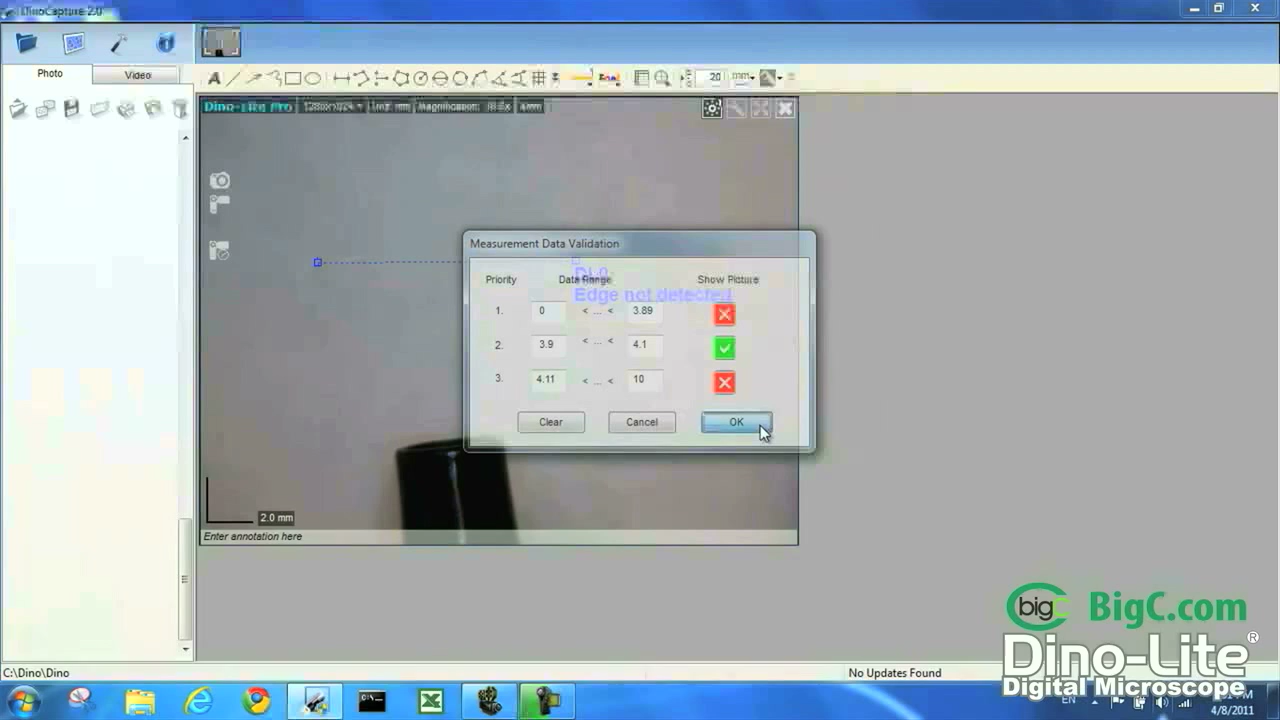 DinoCapture 2.0
Photo
Video
20
mm
Dino-Lite Pro
Magnification:
Measurement Data Validation
Priority
Data Range
Show Picture
DL0
Edge not detected
1.
0
< ... <
3.89
2.
3.9
< ... <
4.1
3.
4.11
< ... <
10
Clear
Cancel
OK
2.0 mm
Enter annotation here
bigC
BigC.com
Dino-Lite®
Digital Microscope
C:\Dino\Dino
No Updates Found
EN
4/8/2011